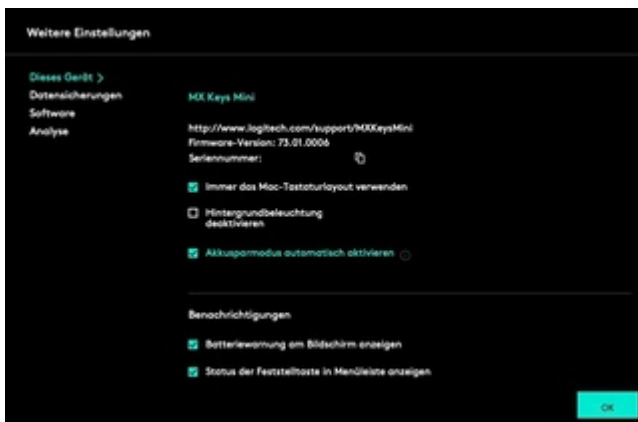 Weitere Einstellungen
Dieses Gerät >
Datensicherungen
Software
Analyse
MX Keys Mini
http://www.logitech.com/support/MXKeysMini
Firmware-Version: 73.01.0006
Seriennummer:
Immer das Mac-Tastaturlayout verwenden
Hintergrundbeleuchtung
deaktivieren
Akkusparmodus automatisch aktivieren
Benachrichtigungen
Batteriewarnung am Bildschirm anzeigen
Status der Feststelltaste in Menüleiste anzeigen
OK